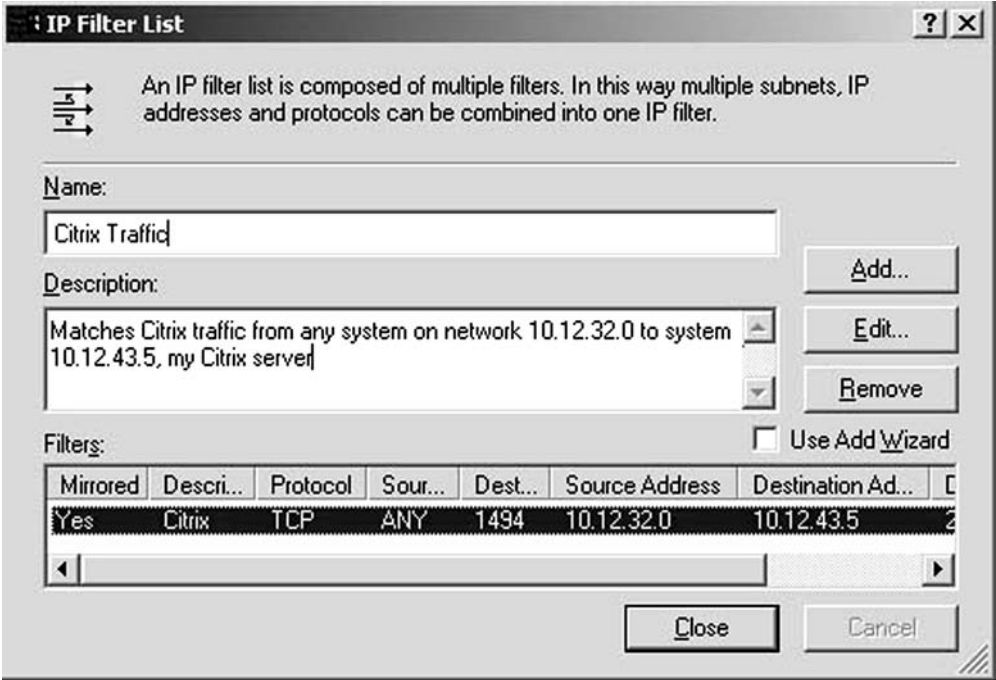 IP Filter List
An IP filter list is composed of multiple filters. In this way multiple subnets, IP
addresses and protocols can be combined into one IP filter.
Name:
Citrix Traffic
Add...
Description:
Matches Citrix traffic from any system on network 10.12.32.0 to system
10.12.43.5, my Citrix server
Edit...
Remove
Filters:
Use Add Wizard
Mirrored Descri... Protocol Sour... Dest... Source Address Destination Ad... D
Yes Citrix TCP ANY 1494 10.12.32.0 10.12.43.5 2
Close
Cancel